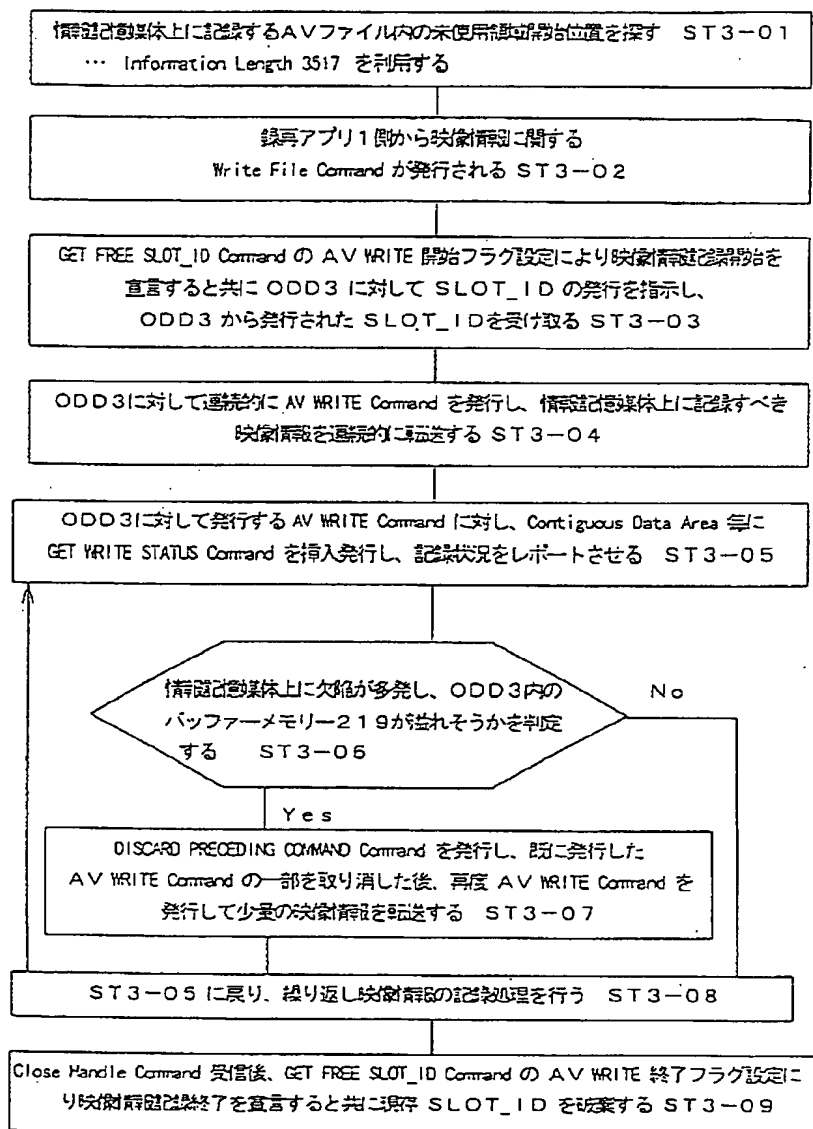 情報記憶媒体上に記録するAVファイル内の未使用領域開始位置を探す ST3-01
… Information Length 3517 を利用する
録再アプリ1側から映像情報に関する
Write File Command が発行される ST3-02
GET FREE SLOT_ID Command の AV WRITE 開始フラグ設定により映像情報記録開始を
宣言すると共に ODD3 に対して SLOT_ID の発行を指示し、
ODD3 から発行された SLOT_IDを受け取る ST3-03
ODD3に対して連続的に AV WRITE Command を発行し、情報記憶媒体上に記録すべき
映像情報を連続的に転送する ST3-04
ODD3に対して発行する AV WRITE Command に対し、Contiguous Data Area 毎に
GET WRITE STATUS Command を挿入発行し、記録状況をレポートさせる ST3-05
情報記憶媒体上に欠陥が多発し、ODD3内の
バッファーメモリー219が溢れそうかを判定
する ST3-06
No
Yes
DISCARD PRECEDING COMMAND Command を発行し、既に発行した
AV WRITE Command の一部を取り消した後、再度 AV WRITE Command を
発行して少量の映像情報を転送する ST3-07
ST3-05 に戻り、繰り返し映像情報の記録処理を行う ST3-08
Close Handle Command 受信後、GET FREE SLOT_ID Command の AV WRITE 終了フラグ設定に
り映像情報記録終了を宣言すると共に現存 SLOT_ID を破棄する ST3-09